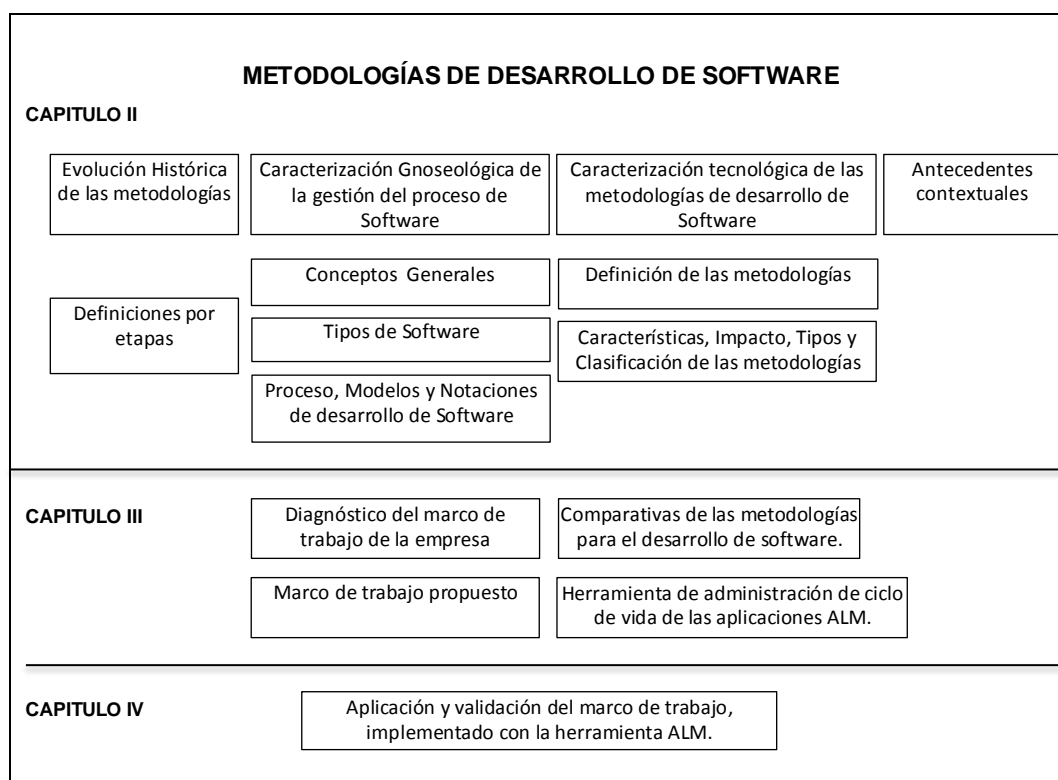 METODOLOGÍAS DE DESARROLLO DE SOFTWARE
CAPITULO II
Evolución Histórica
de las metodologías
Caracterización Gnoseológica de
la gestión del proceso de
Software
Caracterización tecnológica de las
metodologías de desarrollo de
Software
Antecedentes
contextuales
Definiciones por
etapas
Conceptos Generales
Tipos de Software
Proceso, Modelos y Notaciones
de desarrollo de Software
Definición de las metodologías
Características, Impacto, Tipos y
Clasificación de las metodologías
CAPITULO III
Diagnóstico del marco de
trabajo de la empresa
Comparativas de las metodologías
para el desarrollo de software.
Marco de trabajo propuesto
Herramienta de administración de ciclo
de vida de las aplicaciones ALM.
CAPITULO IV
Aplicación y validación del marco de trabajo,
implementado con la herramienta ALM.